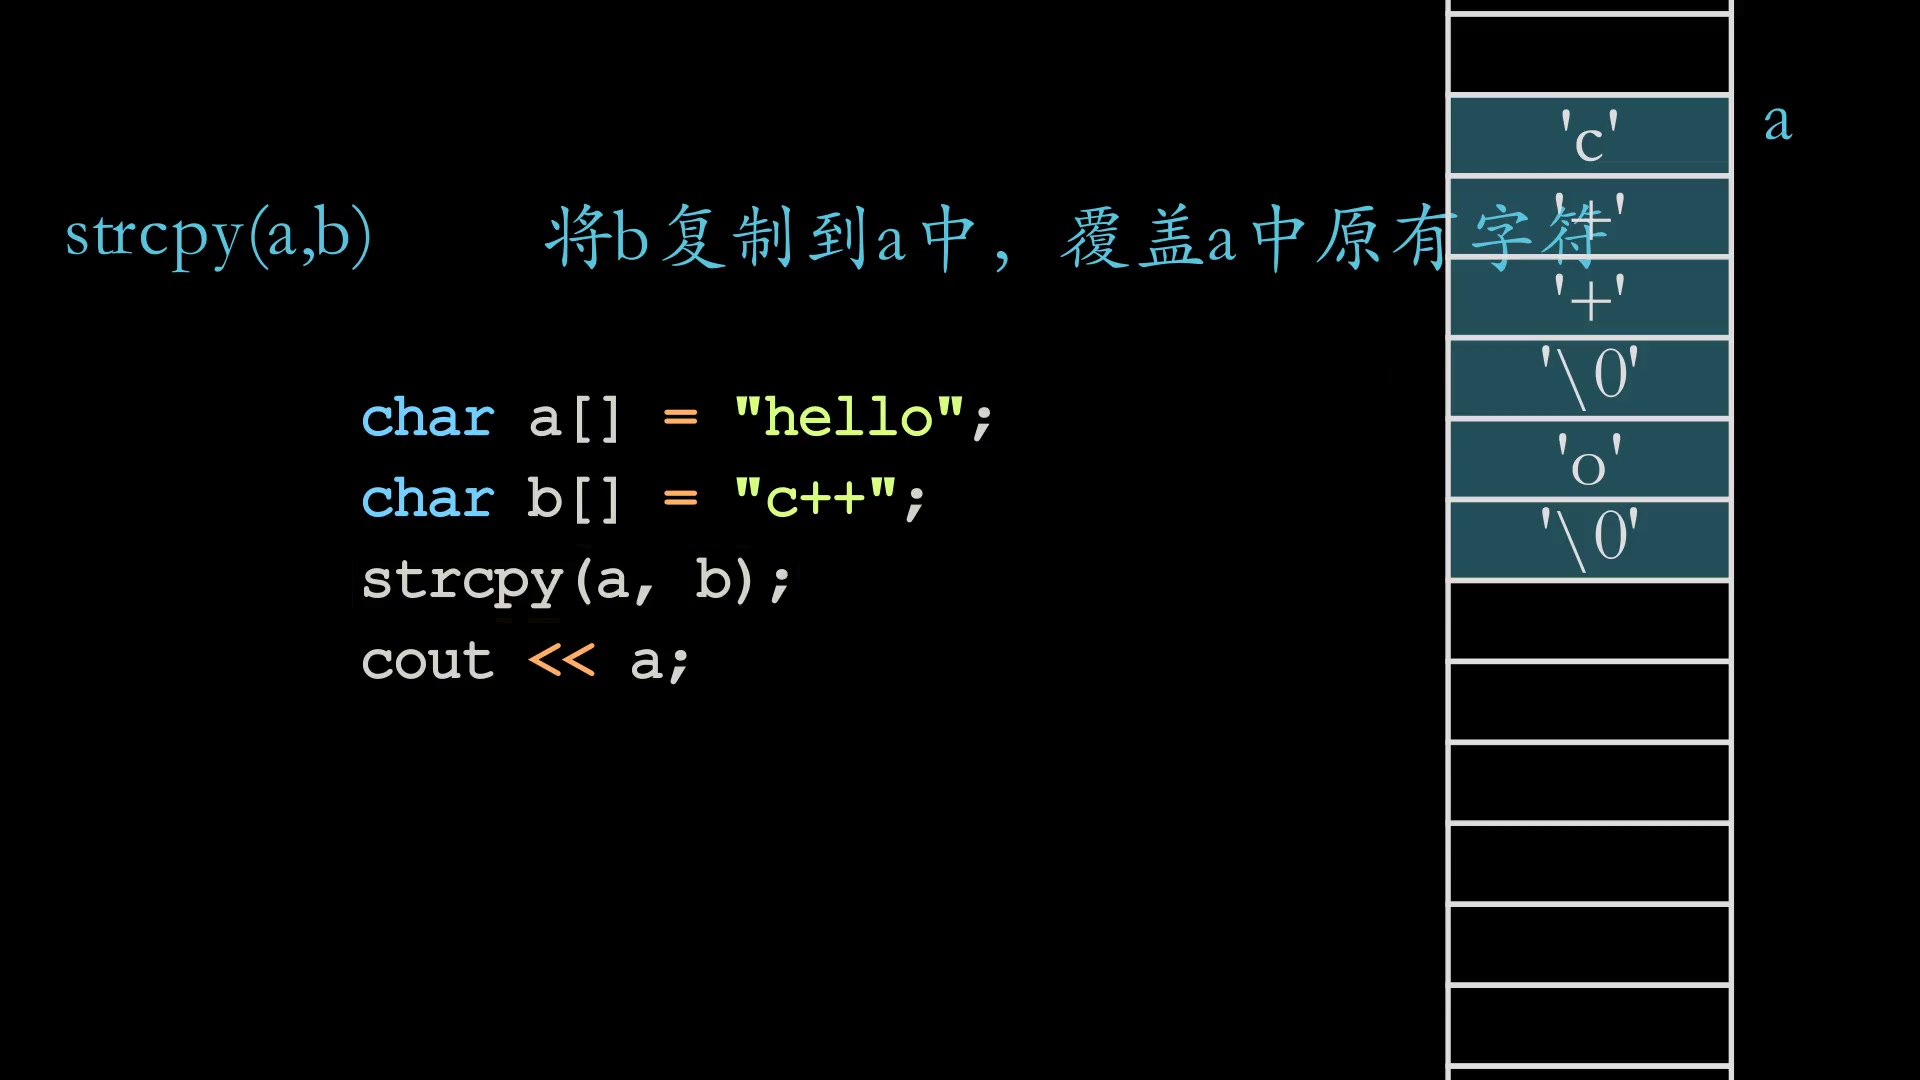 strcpy(a,b) 将b复制到a中，覆盖a中原有字符
char a[] = "hello";
char b[] = "c++";
strcpy(a, b);
cout << a;
a
'c'
'+'
'+'
'\0'
'o'
'\0'